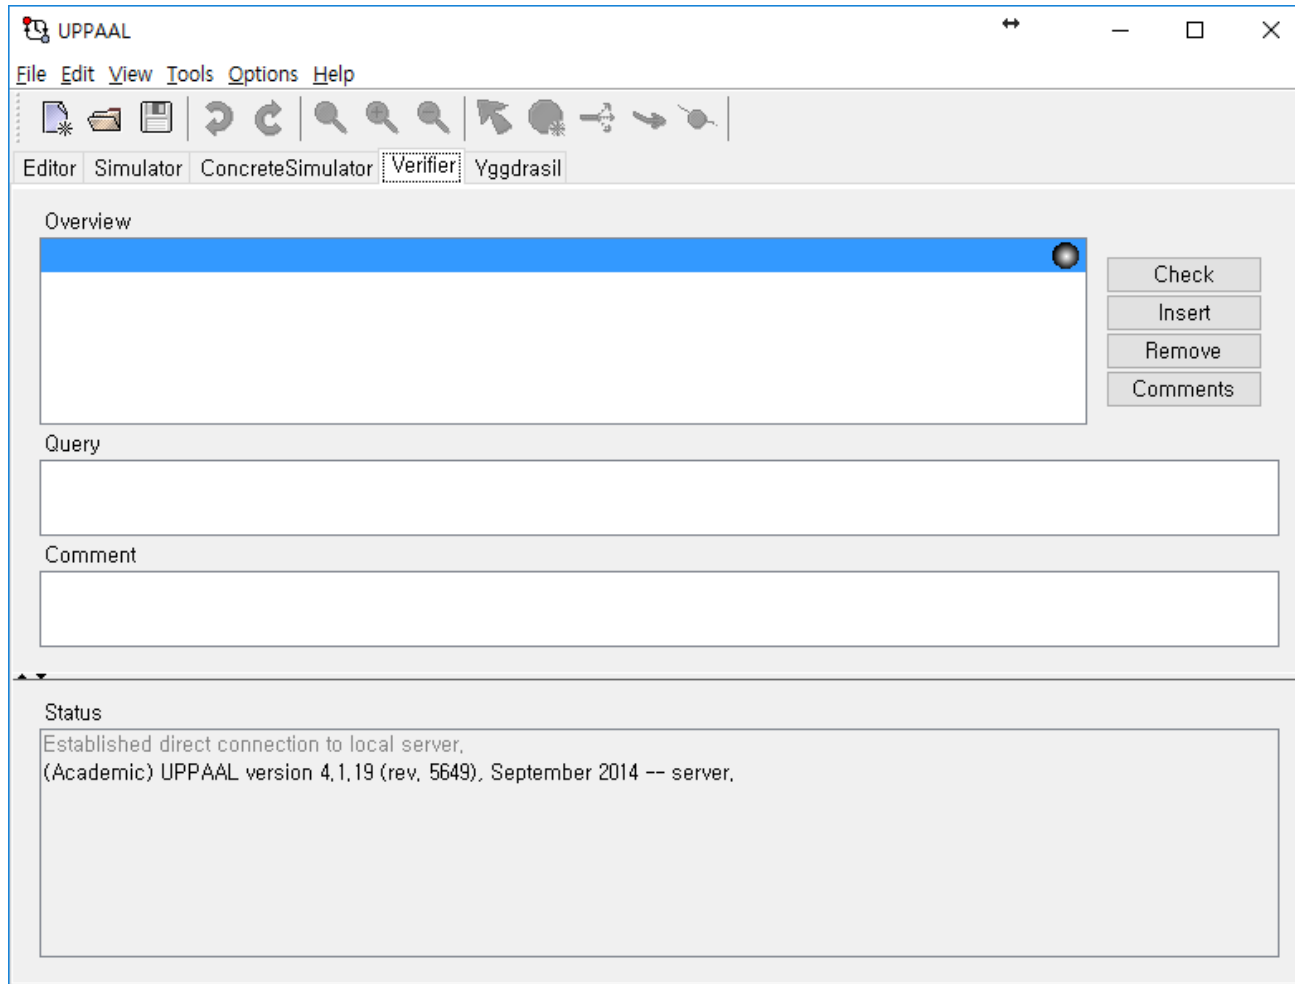 UPPAAL
File Edit View Tools Options Help
Editor Simulator ConcreteSimulator Verifier Yggdrasil
Overview
Check
Insert
Remove
Comments
Query
Comment
Status
Established direct connection to local server.
(Academic) UPPAAL version 4.1.19 (rev. 5649), September 2014 -- server.